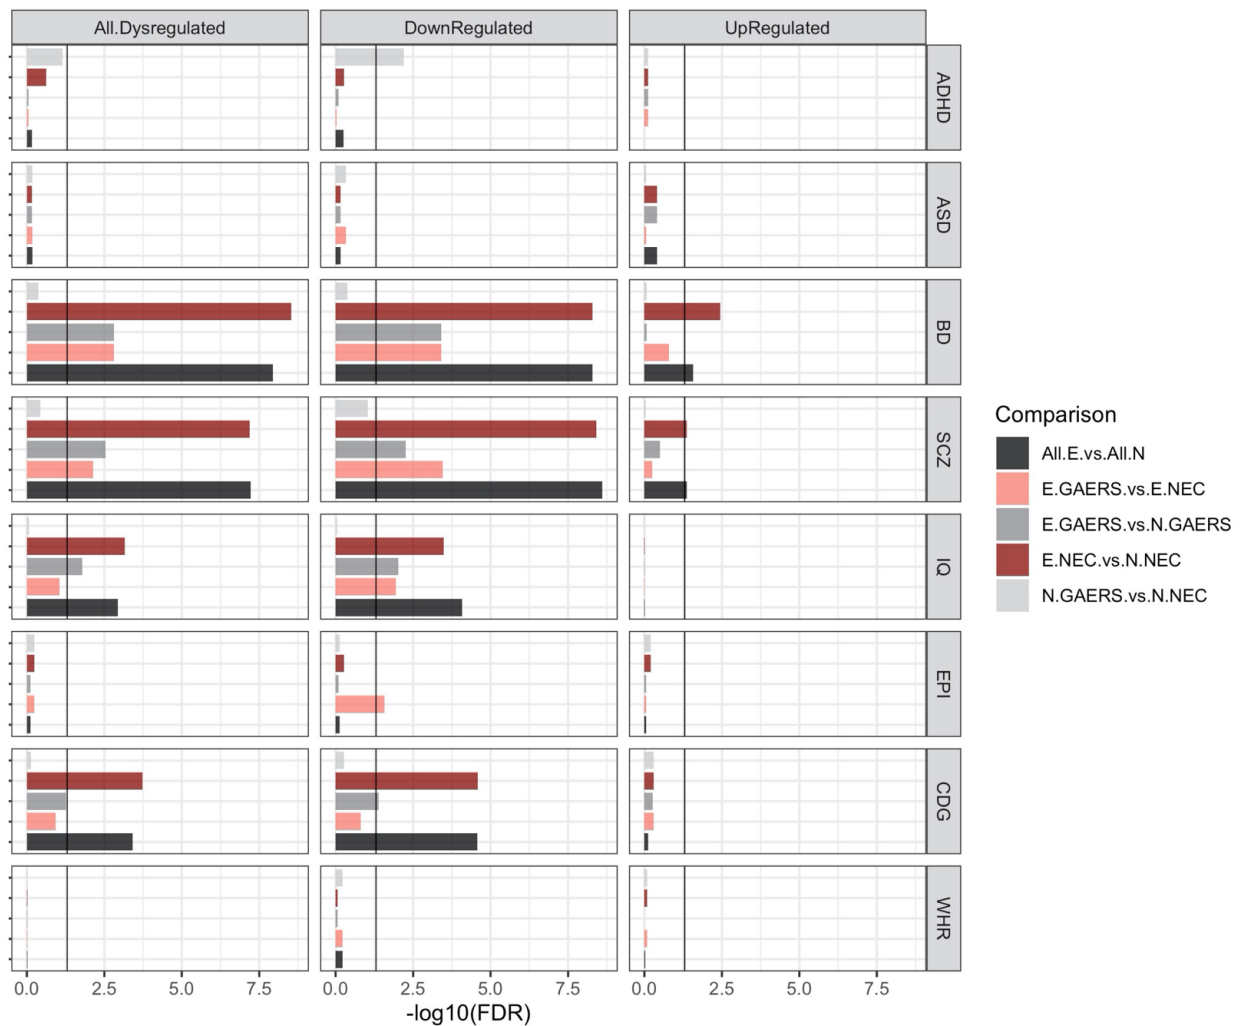 All.Dysregulated DownRegulated UpRegulated
ADHD
ASD
BD
SCZ
IQ
EPI
CDG
WHR
0.0 2.5 5.0 7.5 0.0 2.5 5.0 7.5 0.0 2.5 5.0 7.5
-log10(FDR)
Comparison
All.E.vs.All.N
E.GAERS.vs.E.NEC
E.GAERS.vs.N.GAERS
E.NEC.vs.N.NEC
N.GAERS.vs.N.NEC